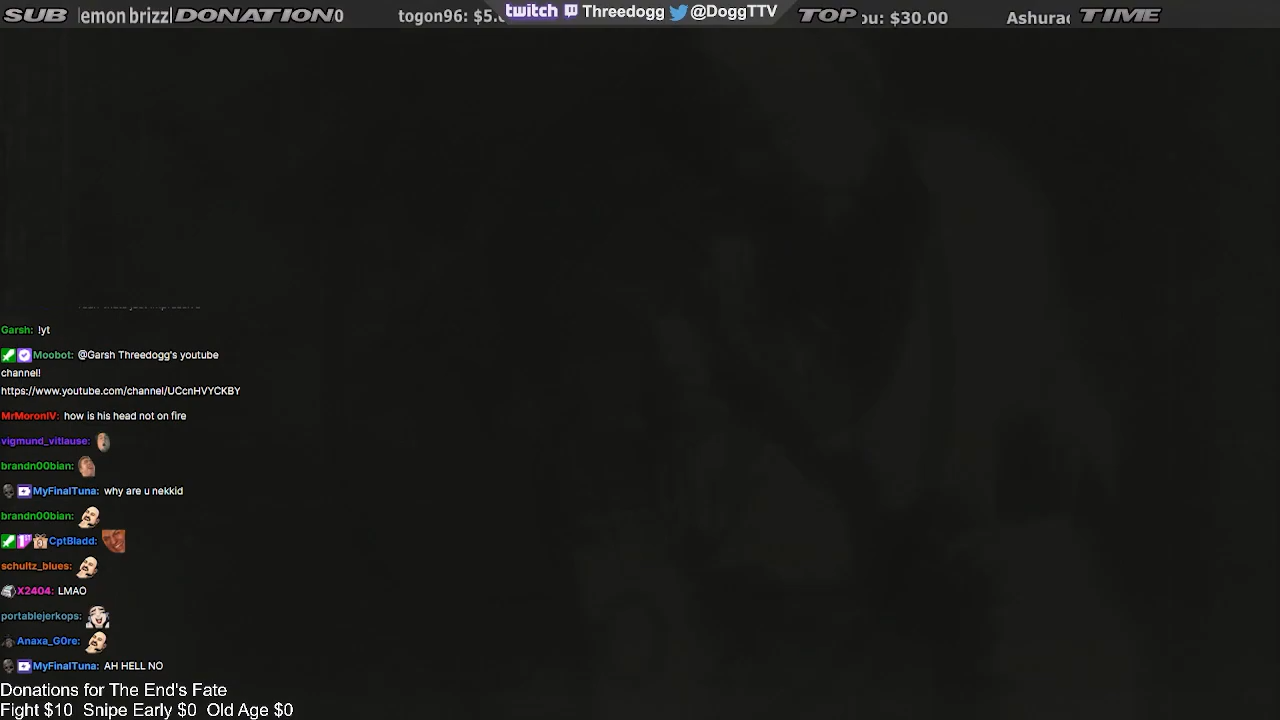 SUB lemon brizzl DONATION 0 togon96: $5. twitch Threedogg @DoggTTV TOP ou: $30.00 Ashura TIME
Garsh: !yt
Moobot: @Garsh Threedogg's youtube
channel!
https://www.youtube.com/channel/UCcnHVYCKBY
MrMoronIV: how is his head not on fire
vigmund_vitlause:
brandn00bian:
MyFinalTuna: why are u nekkid
brandn00bian:
CptBladd:
schultz_blues:
X2404: LMAO
portablejerkops:
Anaxa_G0re:
MyFinalTuna: AH HELL NO
Donations for The End's Fate
Fight $10 Snipe Early $0 Old Age $0